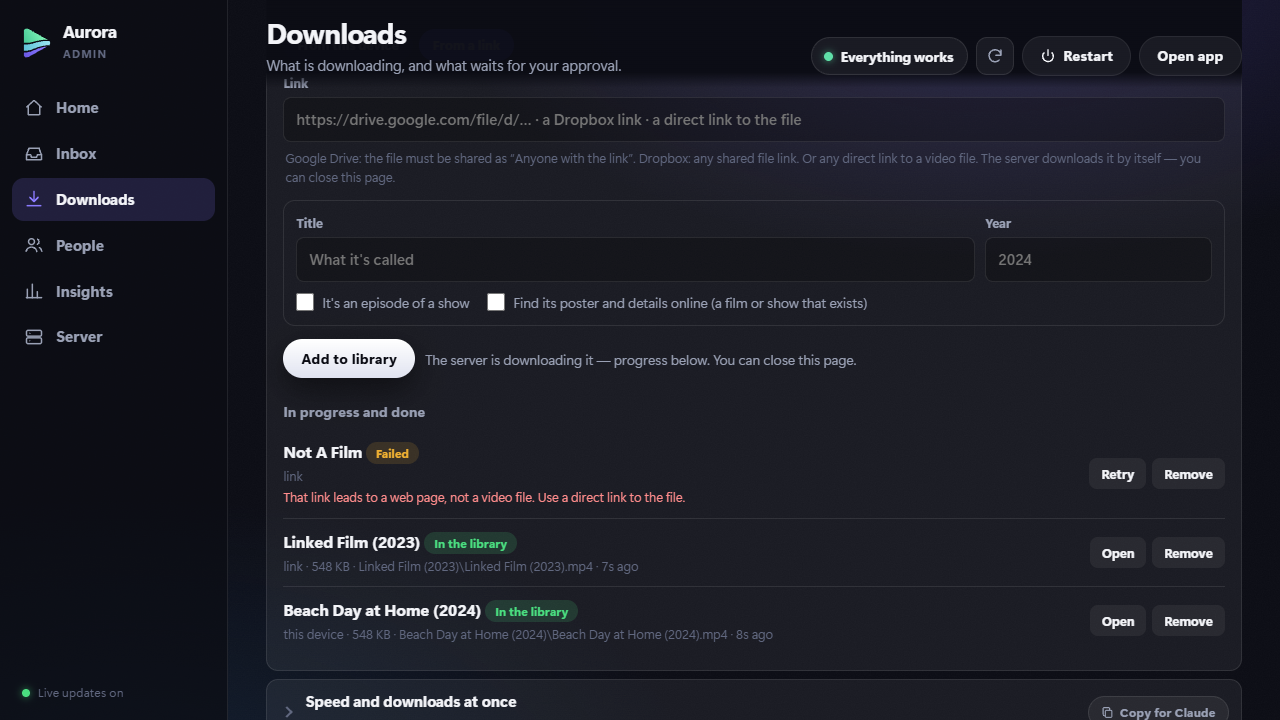 Aurora
ADMIN
Home
Inbox
Downloads
People
Insights
Server
Live updates on
Downloads
What is downloading, and what waits for your approval.
Everything works
Restart
Open app
Link
https://drive.google.com/file/d/... · a Dropbox link · a direct link to the file
Google Drive: the file must be shared as “Anyone with the link”. Dropbox: any shared file link. Or any direct link to a video file. The server downloads it by itself — you
can close this page.
Title
Year
What it's called
2024
It's an episode of a show
Find its poster and details online (a film or show that exists)
Add to library
The server is downloading it — progress below. You can close this page.
In progress and done
Not A Film Failed
link
That link leads to a web page, not a video file. Use a direct link to the file.
Retry
Remove
Linked Film (2023) In the library
link · 548 KB · Linked Film (2023)\Linked Film (2023).mp4 · 7s ago
Open
Remove
Beach Day at Home (2024) In the library
this device · 548 KB · Beach Day at Home (2024)\Beach Day at Home (2024).mp4 · 8s ago
Open
Remove
Speed and downloads at once
Copy for Claude